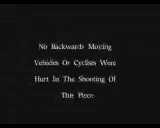 No Backwards Moving
Vehicles Or Cyclists Were
Hurt In The Shooting Of
This Piece